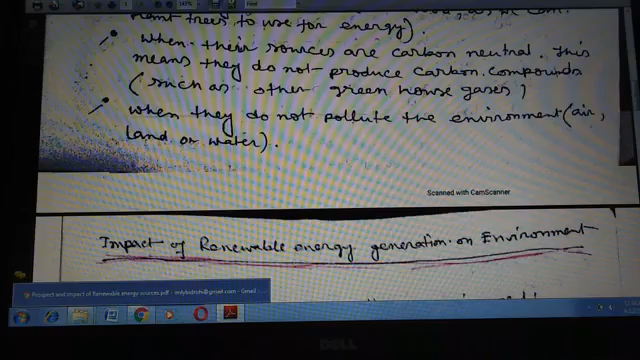 plant trees to use for energy).
• When their sources are carbon neutral. This
means they do not produce Carbon compounds
(such as other green house gases)
• When they do not pollute the environment (air,
land or water).
Scanned with CamScanner
Impact of Renewable energy generation on Environment
Prospect and impact of Renewable energy sources.pdf
DELL